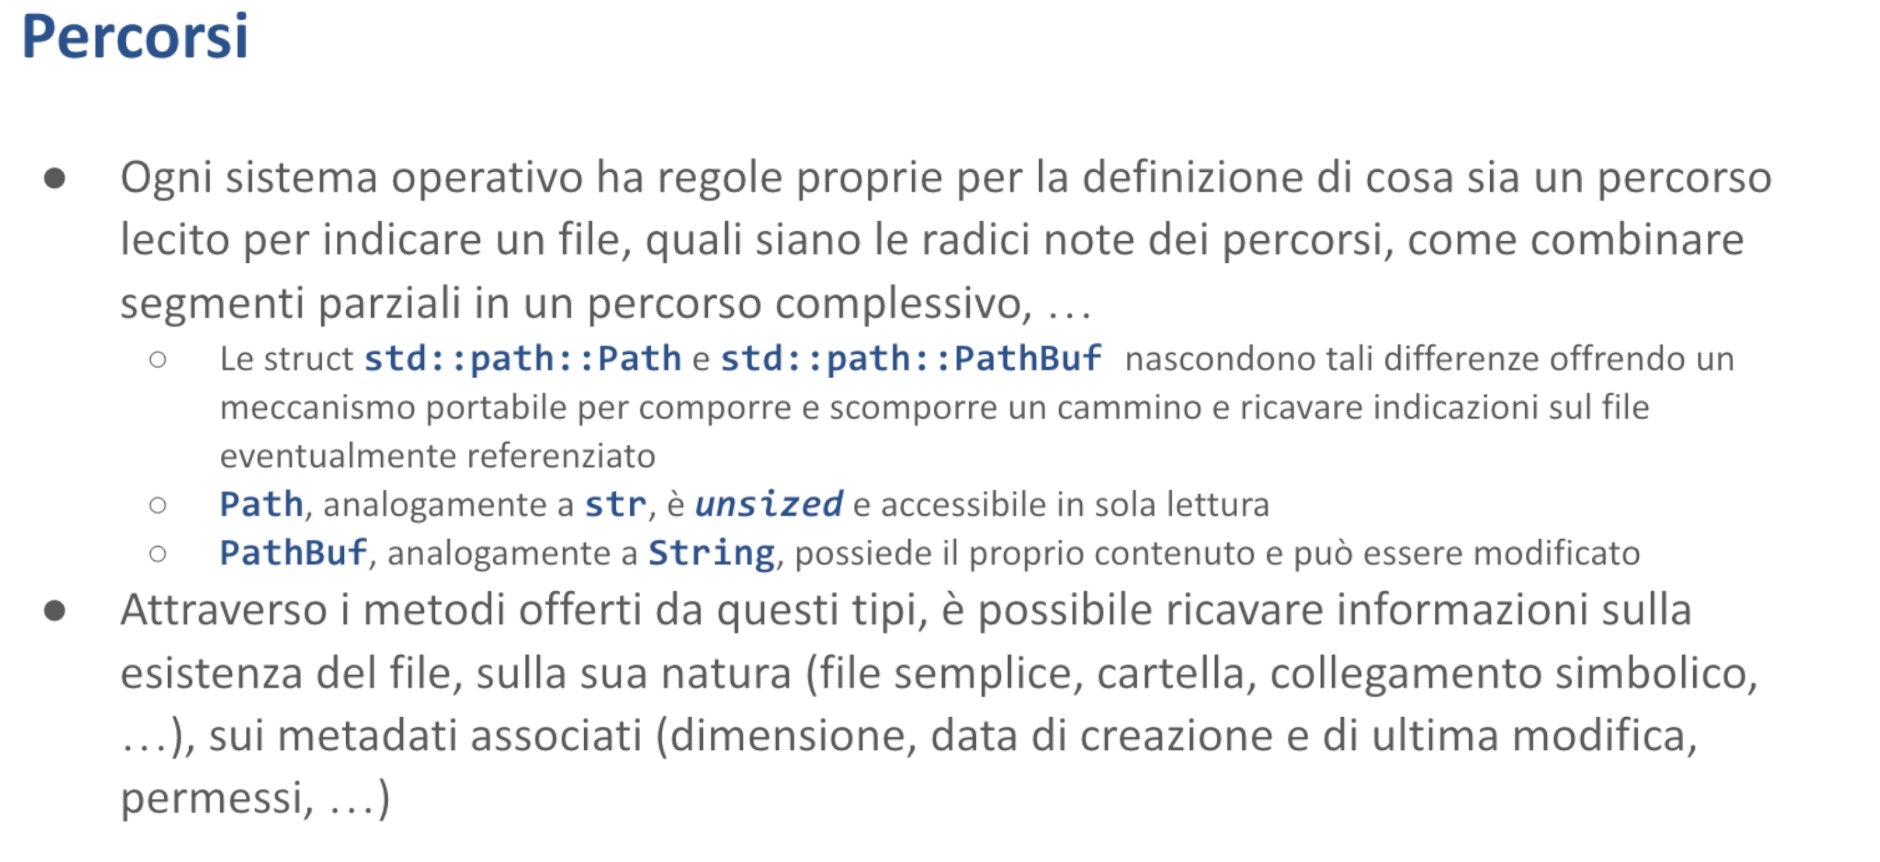 Percorsi
● Ogni sistema operativo ha regole proprie per la definizione di cosa sia un percorso
lecito per indicare un file, quali siano le radici note dei percorsi, come combinare
segmenti parziali in un percorso complessivo, …
○ Le struct std::path::Path e std::path::PathBuf nascondono tali differenze offrendo un
meccanismo portabile per comporre e scomporre un cammino e ricavare indicazioni sul file
eventualmente referenziato
○ Path, analogamente a str, è unsized e accessibile in sola lettura
○ PathBuf, analogamente a String, possiede il proprio contenuto e può essere modificato
● Attraverso i metodi offerti da questi tipi, è possibile ricavare informazioni sulla
esistenza del file, sulla sua natura (file semplice, cartella, collegamento simbolico,
…), sui metadati associati (dimensione, data di creazione e di ultima modifica,
permessi, …)